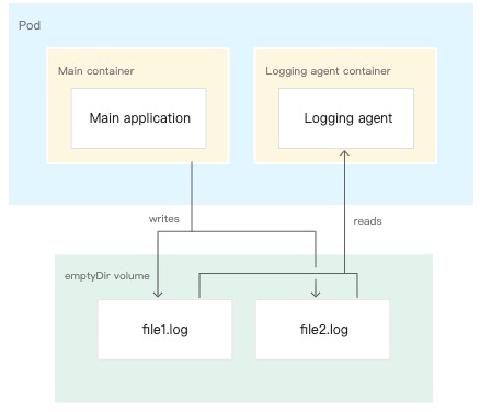 Pod
Main container
Logging agent container
Main application
Logging agent
writes
reads
emptyDir volume
file1.log
file2.log